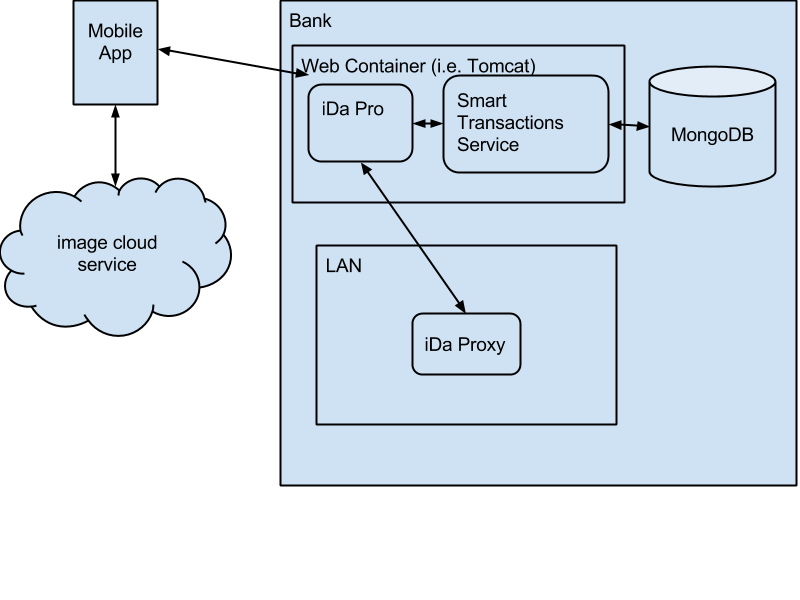 Mobile
App
Bank
Web Container (i.e. Tomcat)
iDa Pro
Smart
Transactions
Service
MongoDB
image cloud
service
LAN
iDa Proxy